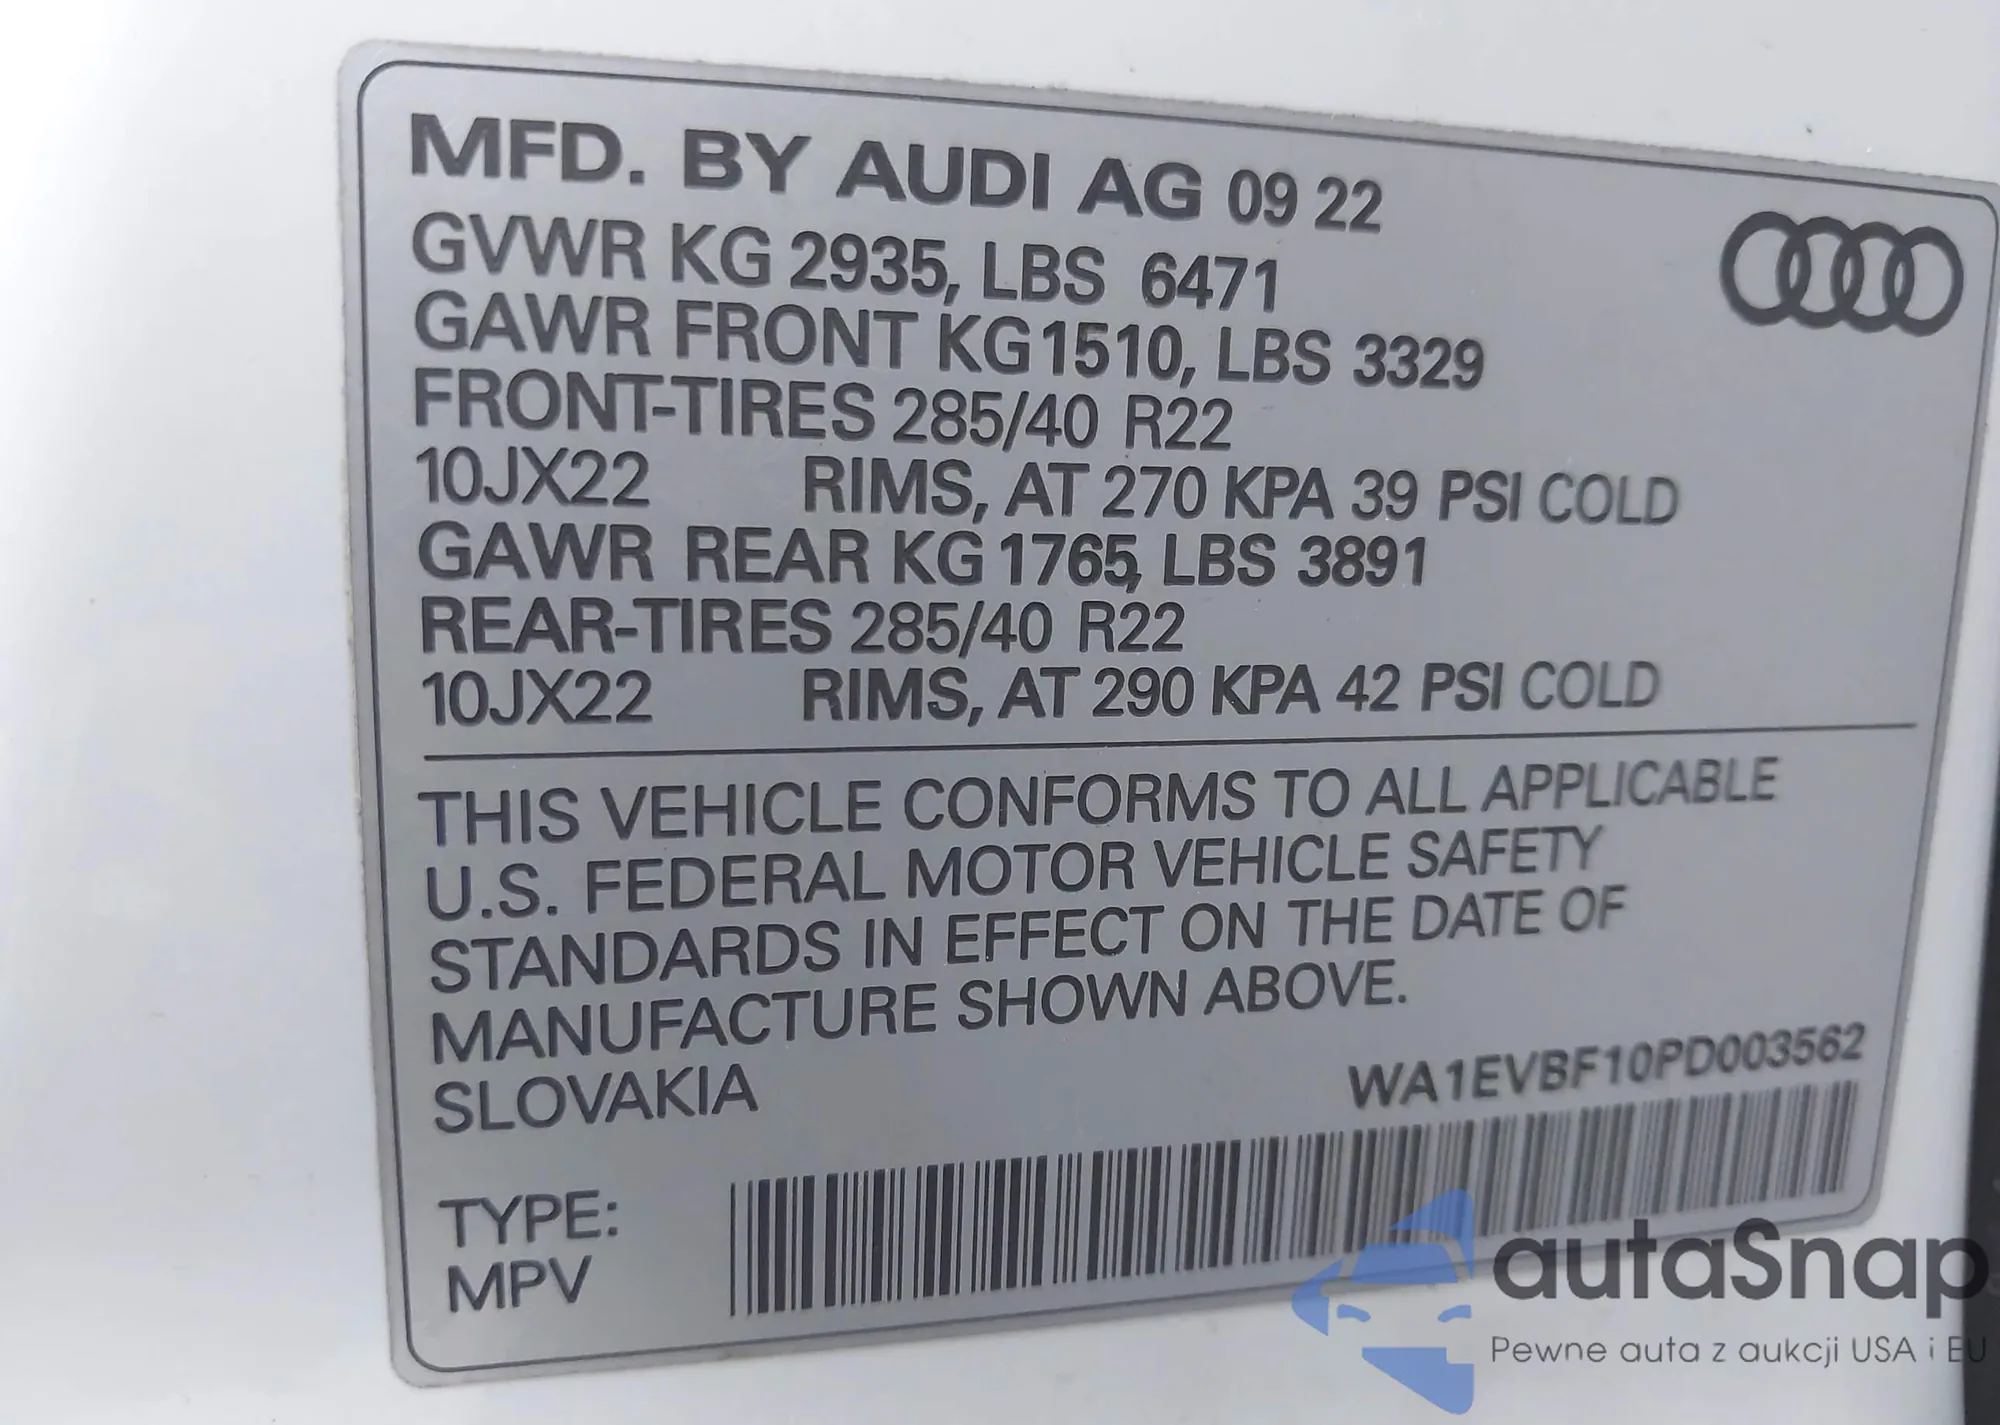 MFD. BY AUDI AG 09 22
GVWR KG 2935, LBS 6471
GAWR FRONT KG 1510, LBS 3329
FRONT-TIRES 285/40 R22
10JX22 RIMS, AT 270 KPA 39 PSI COLD
GAWR REAR KG 1765, LBS 3891
REAR-TIRES 285/40 R22
10JX22 RIMS, AT 290 KPA 42 PSI COLD
THIS VEHICLE CONFORMS TO ALL APPLICABLE
U.S. FEDERAL MOTOR VEHICLE SAFETY
STANDARDS IN EFFECT ON THE DATE OF
MANUFACTURE SHOWN ABOVE.
SLOVAKIA
WA1EVBF10PD003562
TYPE:
MPV
autaSnap
Pewne auta z aukcji USA i EU